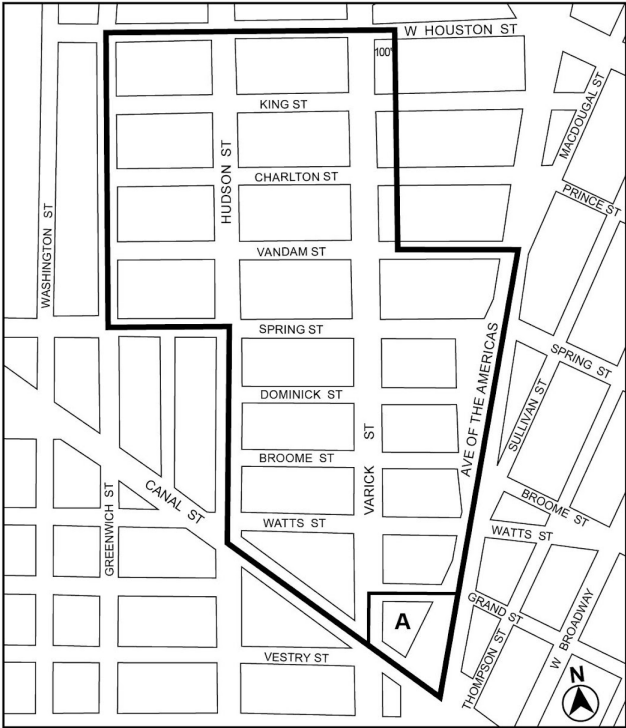 W HOUSTON ST
100'
KING ST
MACDOUGAL ST
HUDSON ST
CHARLTON ST
PRINCE ST
WASHINGTON ST
VANDAM ST
SPRING ST
AVE OF THE AMERICAS
SPRING ST
DOMINICK ST
SULLIVAN ST
VARICK ST
BROOME ST
CANAL ST
GREENWICH ST
BROOME ST
WATTS ST
WATTS ST
A
GRAND ST
W BROADWAY
THOMPSON ST
VESTRY ST
N